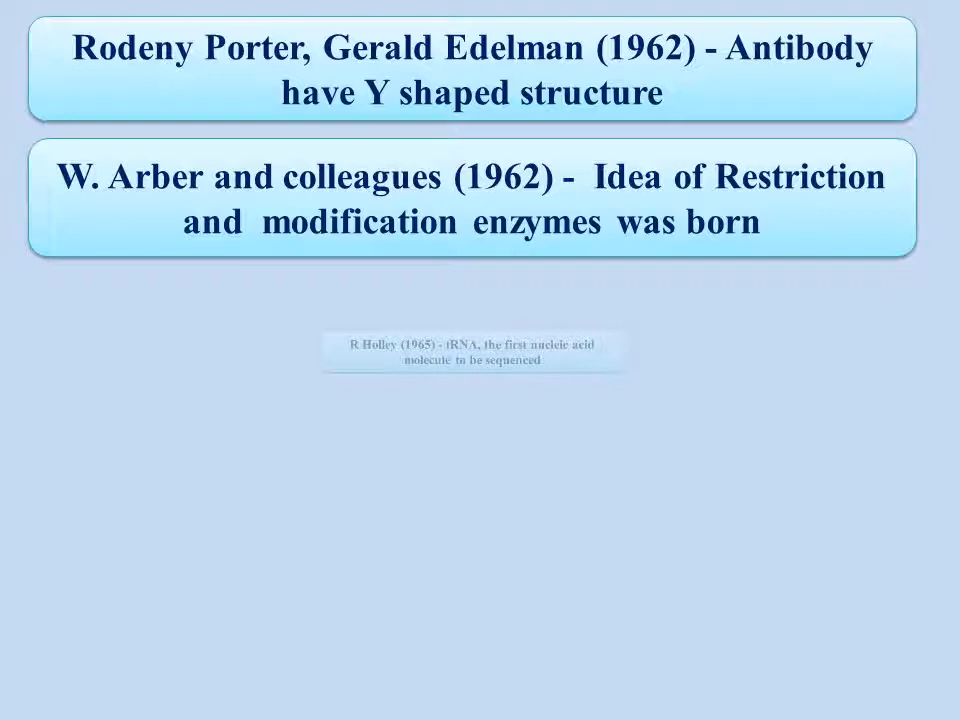 Rodeny Porter, Gerald Edelman (1962) - Antibody
have Y shaped structure
W. Arber and colleagues (1962) - Idea of Restriction
and modification enzymes was born
R Holley (1965) - tRNA, the first nucleic acid
molecule to be sequenced